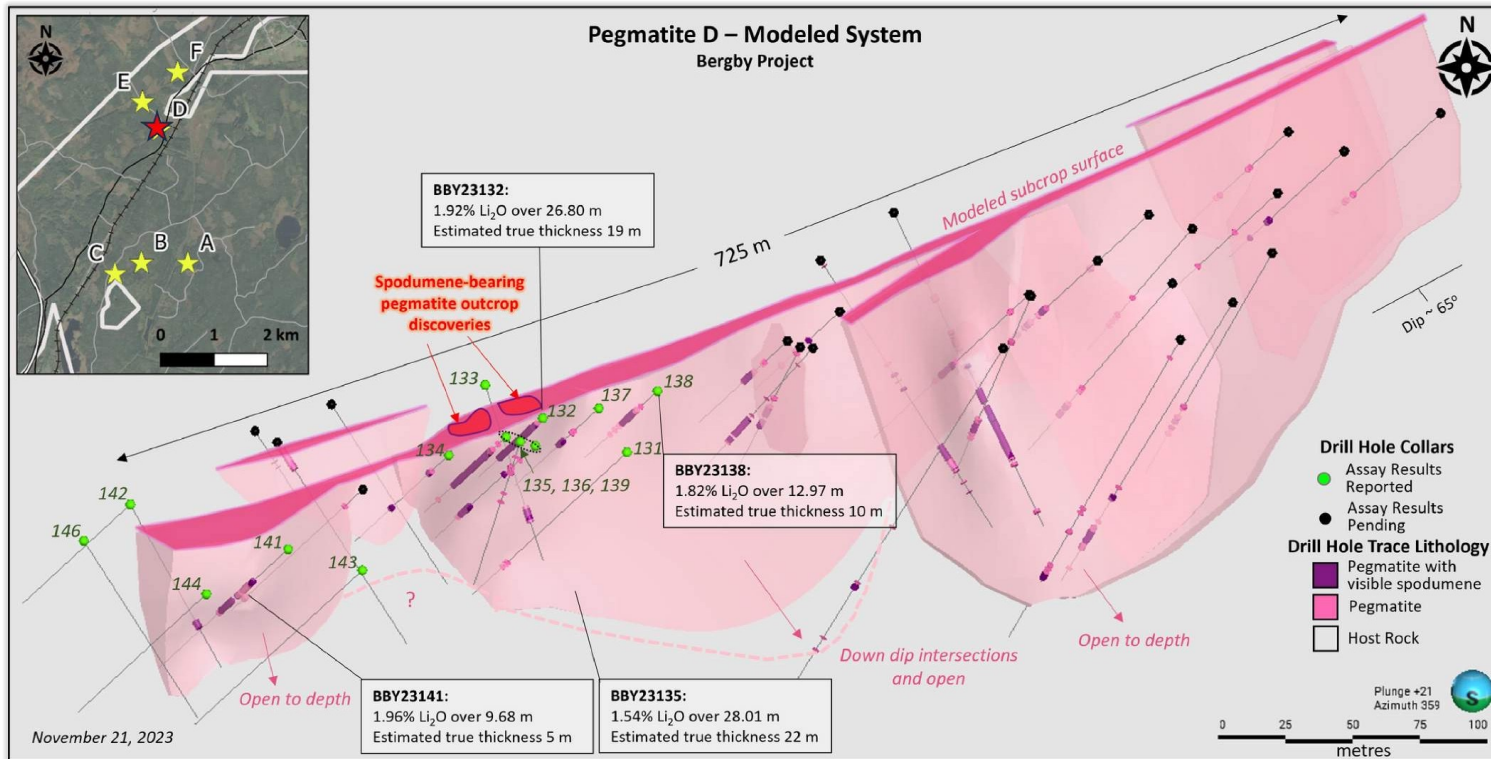 Pegmatite D – Modeled System
Bergby Project
N
F
E
D
C
B
A
0 1 2 km
N
BBY23132:
1.92% Li₂O over 26.80 m
Estimated true thickness 19 m
Spodumene-bearing
pegmatite outcrop
discoveries
725 m
Modeled subcrop surface
Dip ~ 65º
133
132
137
138
134
131
135, 136, 139
142
146
141
143
144
BBY23138:
1.82% Li₂O over 12.97 m
Estimated true thickness 10 m
?
Open to depth
Down dip intersections
and open
Open to depth
BBY23141:
1.96% Li₂O over 9.68 m
Estimated true thickness 5 m
BBY23135:
1.54% Li₂O over 28.01 m
Estimated true thickness 22 m
Drill Hole Collars
Assay Results
Reported
Assay Results
Pending
Drill Hole Trace Lithology
Pegmatite with
visible spodumene
Pegmatite
Host Rock
Plunge +21
Azimuth 359
S
0 25 50 75 100
metres
November 21, 2023